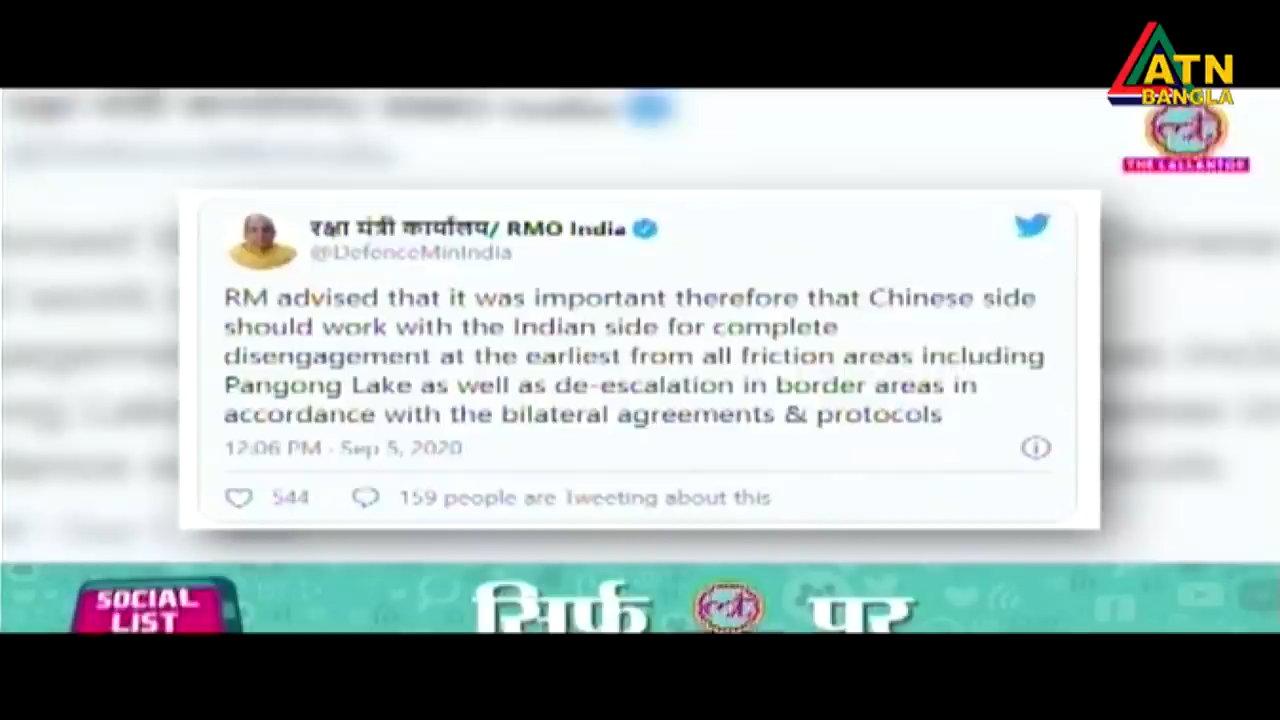 ATN
BANGLA
THE LALLANTOP
रक्षा मंत्री कार्यालय/ RMO India
@DefenceMinIndia
RM advised that it was important therefore that Chinese side
should work with the Indian side for complete
disengagement at the earliest from all friction areas including
Pangong Lake as well as de-escalation in border areas in
accordance with the bilateral agreements & protocols
12:06 PM · Sep 5, 2020
544
159 people are Tweeting about this
SOCIAL
LIST
सिर्फ पर